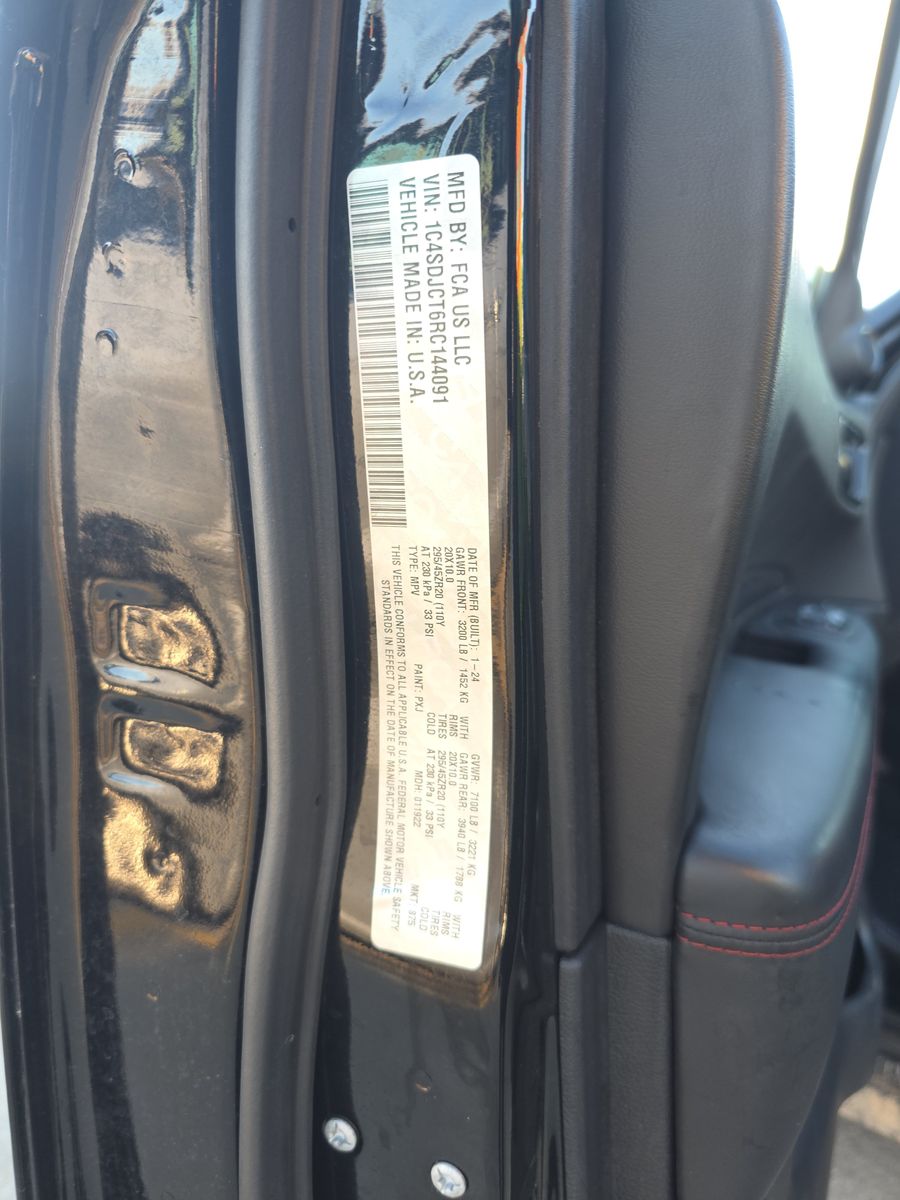 MFD BY: FCA US LLC
VIN: 1C4SDJCT6RC144091
VEHICLE MADE IN: U.S.A.
DATE OF MFR (BUILT): 1-24 GVWR: 7100 LB / 3221 KG
GAWR FRONT: 3200 LB / 1452 KG WITH GAWR REAR: 3940 LB / 1788 KG WITH
20X10.0 RIMS 20X10.0 RIMS
295/45ZR20 (110Y TIRES 295/45ZR20 (110Y TIRES
AT 230 kPa / 33 PSI COLD AT 230 kPa / 33 PSI COLD
TYPE: MPV PAINT: PXJ MDH: 011922 MKT: 875
THIS VEHICLE CONFORMS TO ALL APPLICABLE U.S.A. FEDERAL MOTOR VEHICLE SAFETY
STANDARDS IN EFFECT ON THE DATE OF MANUFACTURE SHOWN ABOVE